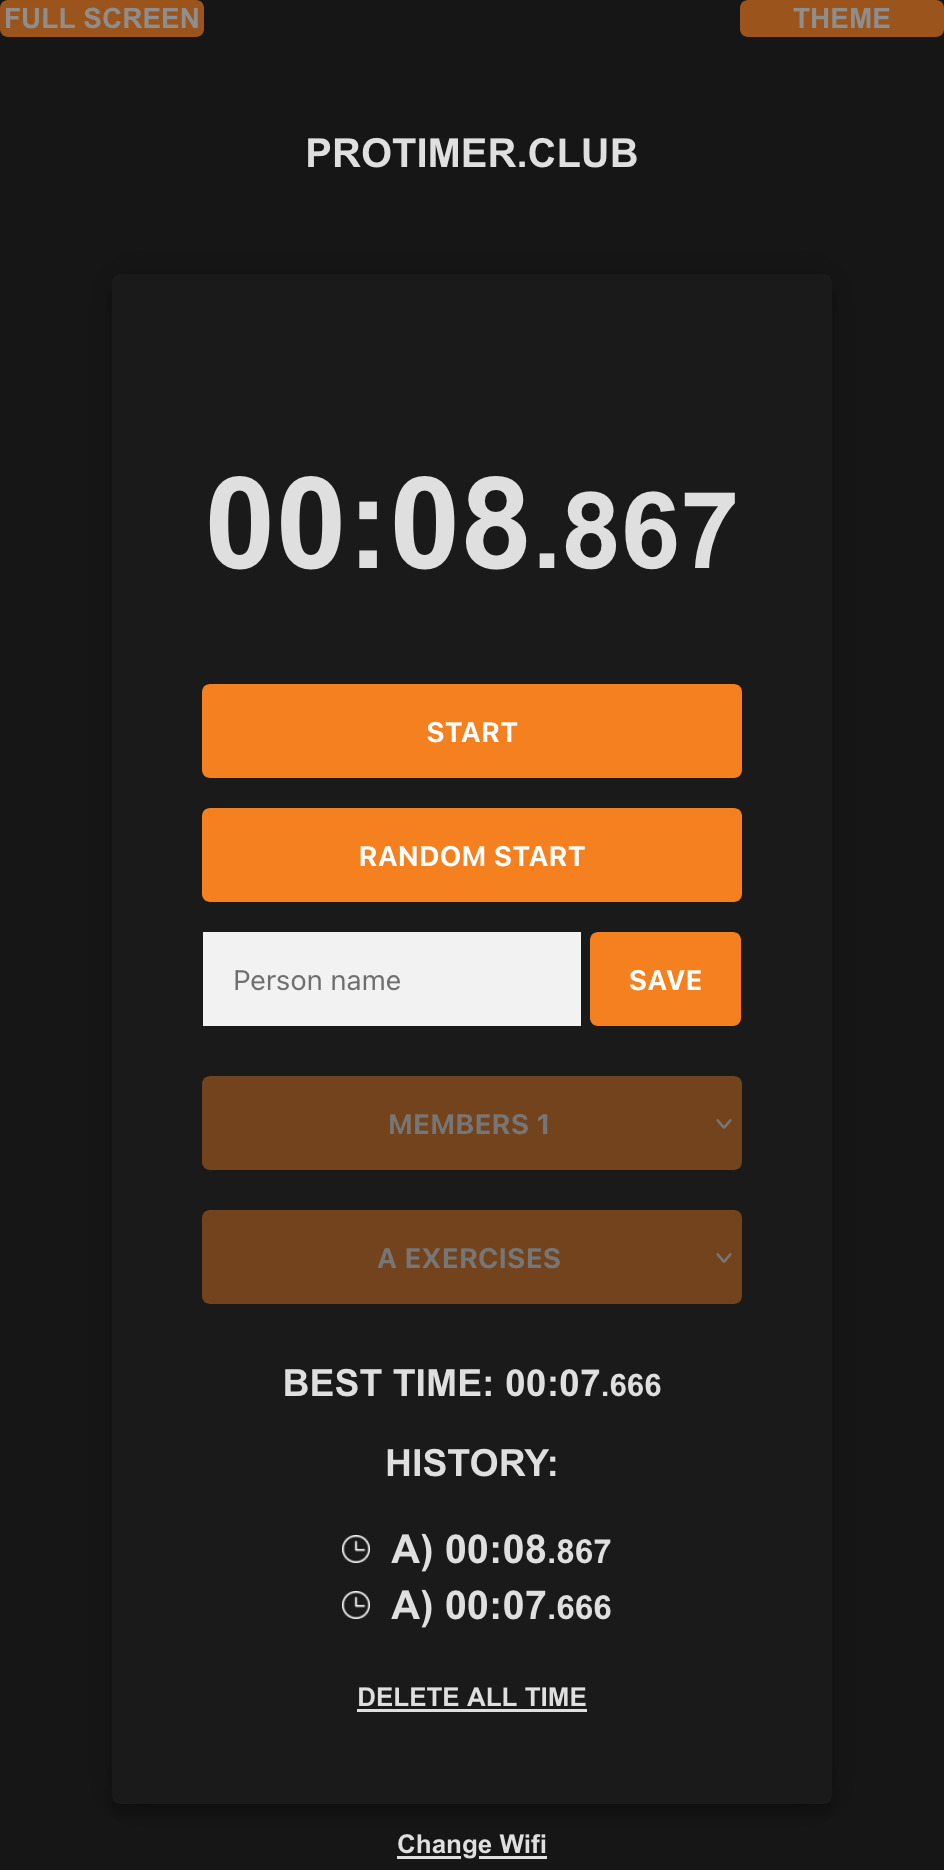 FULL SCREEN
THEME
PROTIMER.CLUB
00:08.867
START
RANDOM START
Person name
SAVE
MEMBERS 1
A EXERCISES
BEST TIME: 00:07.666
HISTORY:
A) 00:08.867
A) 00:07.666
DELETE ALL TIME
Change Wifi